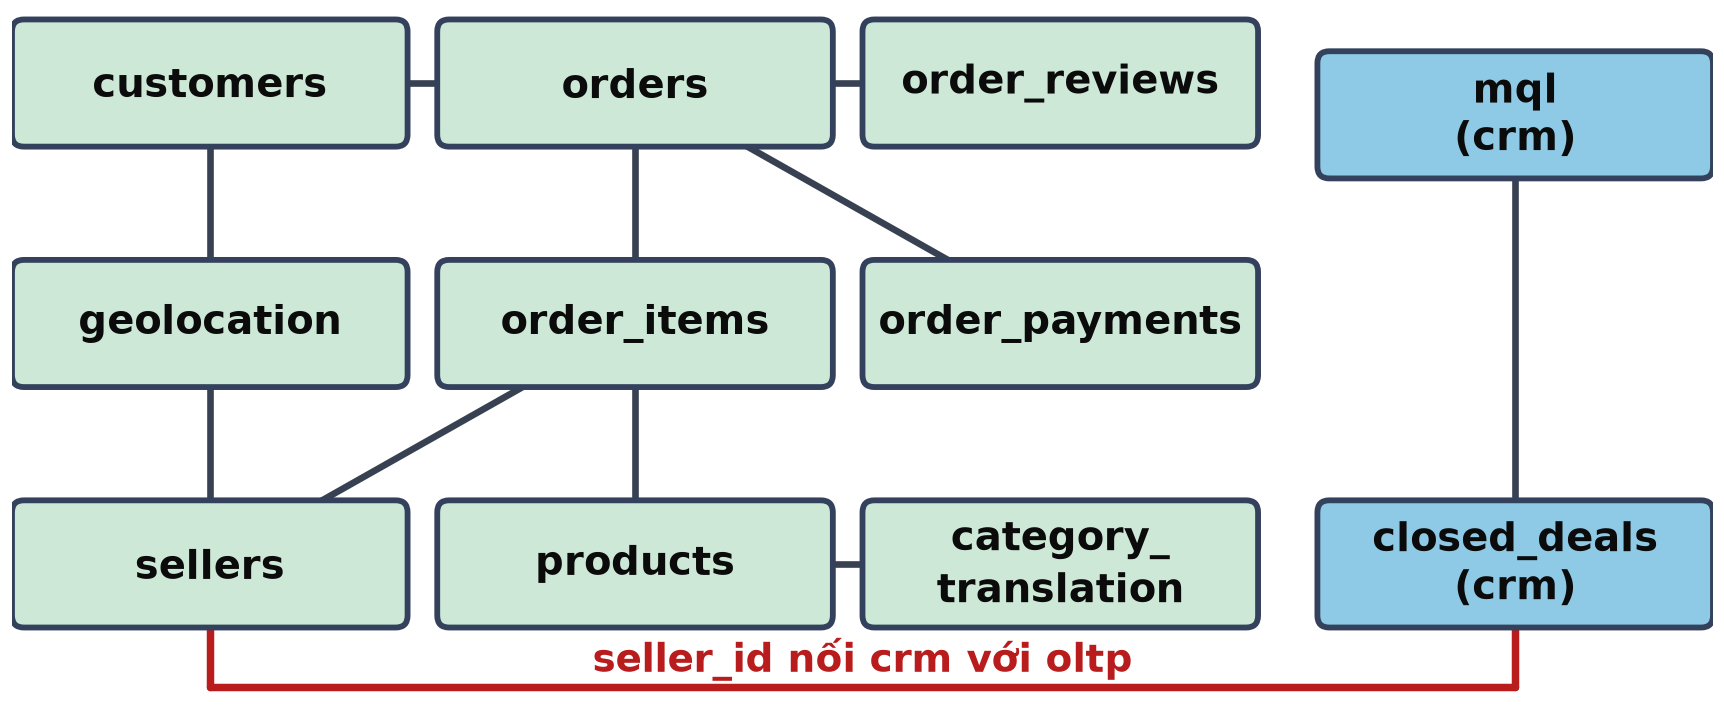 customers
orders
order_reviews
mql
(crm)
geolocation
order_items
order_payments
sellers
products
category_
translation
closed_deals
(crm)
seller_id nối crm với oltp